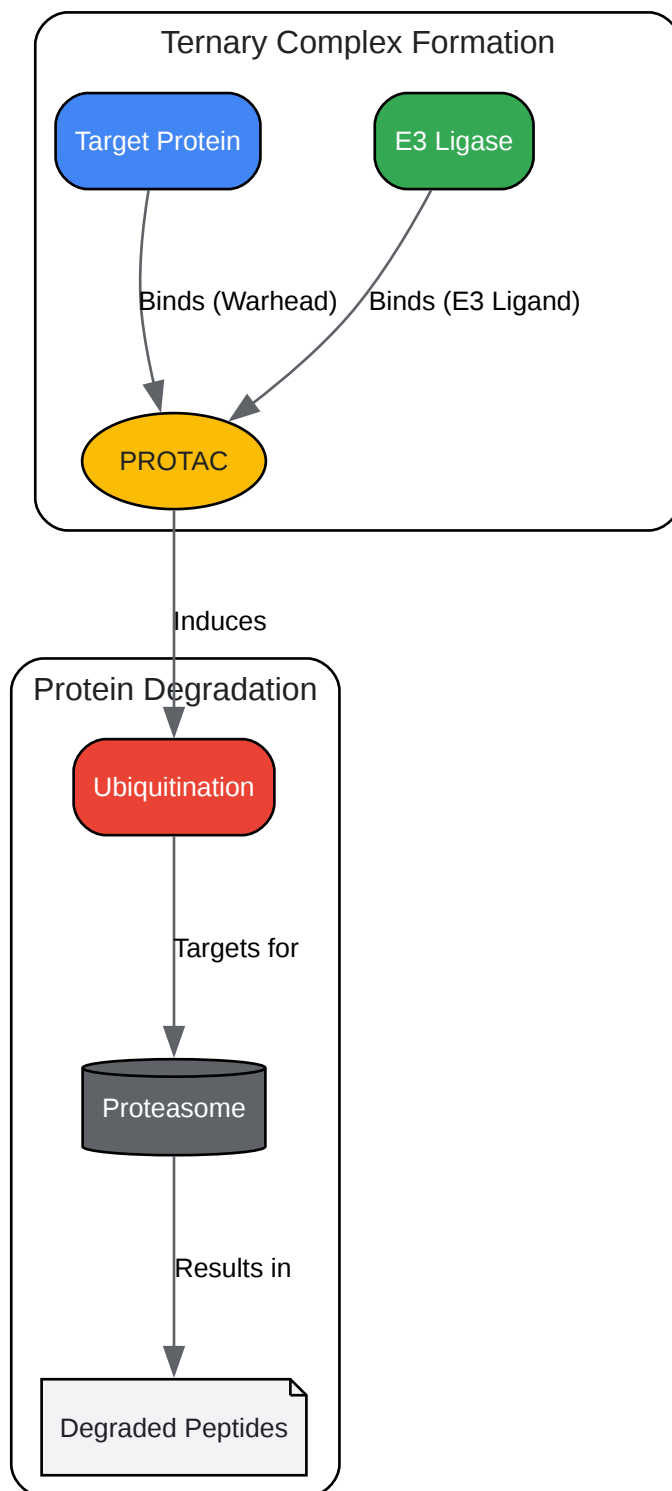 Ternary Complex Formation
Target Protein
E3 Ligase
Binds (Warhead)
Binds (E3 Ligand)
PROTAC
Induces
Protein Degradation
Ubiquitination
Targets for
Proteasome
Results in
Degraded Peptides